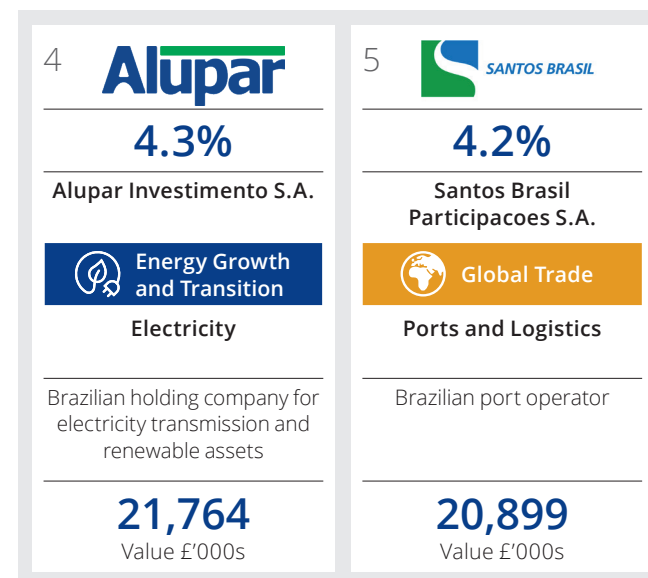 4
Alupar
4.3%
Alupar Investimento S.A.
Energy Growth
and Transition
Electricity
Brazilian holding company for
electricity transmission and
renewable assets
21,764
Value £’000s
5
SANTOS BRASIL
4.2%
Santos Brasil
Participacoes S.A.
Global Trade
Ports and Logistics
Brazilian port operator
20,899
Value £’000s